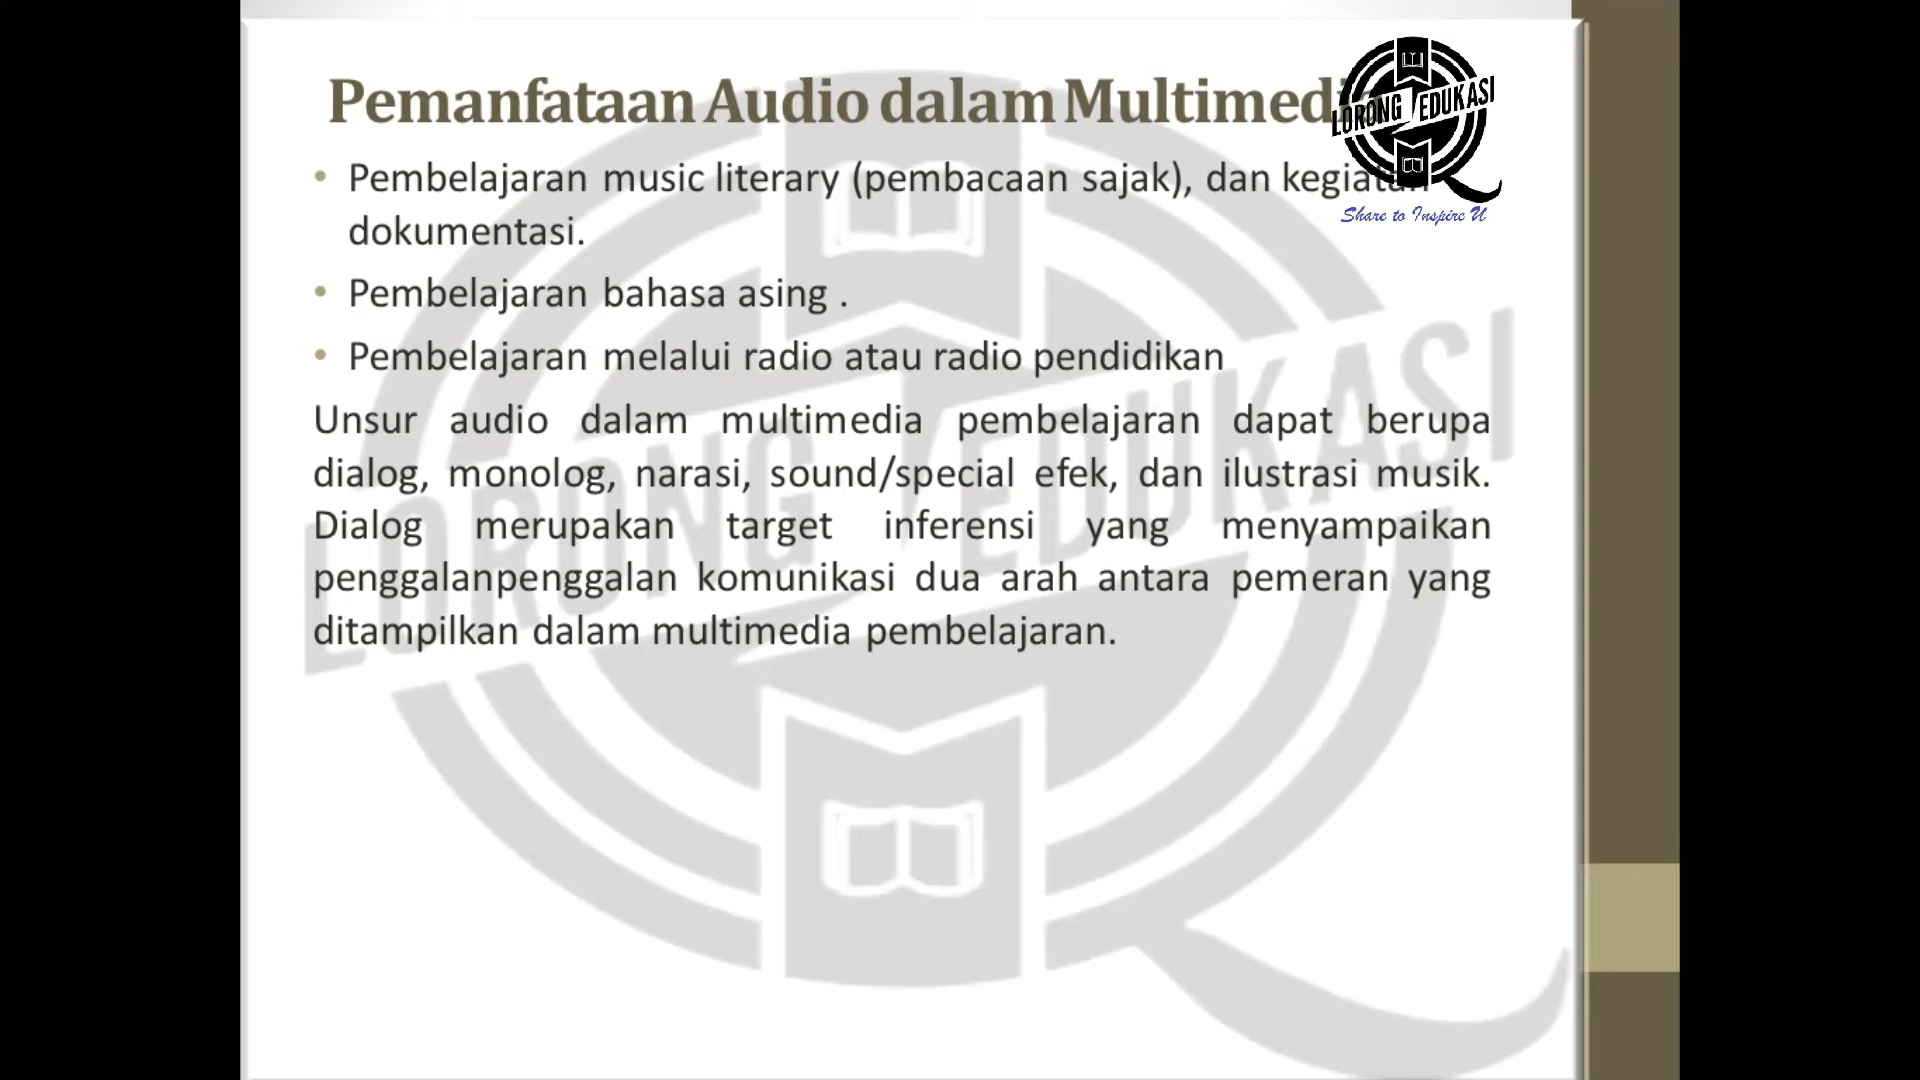 Pemanfataan Audio dalam Multimedia
LORONG EDUKASI
• Pembelajaran music literary (pembacaan sajak), dan kegiatan
Share to Inspire U
dokumentasi.
• Pembelajaran bahasa asing .
• Pembelajaran melalui radio atau radio pendidikan
Unsur audio dalam multimedia pembelajaran dapat berupa
dialog, monolog, narasi, sound/special efek, dan ilustrasi musik.
Dialog merupakan target inferensi yang menyampaikan
penggalanpenggalan komunikasi dua arah antara pemeran yang
ditampilkan dalam multimedia pembelajaran.
LORONG EDUKASI